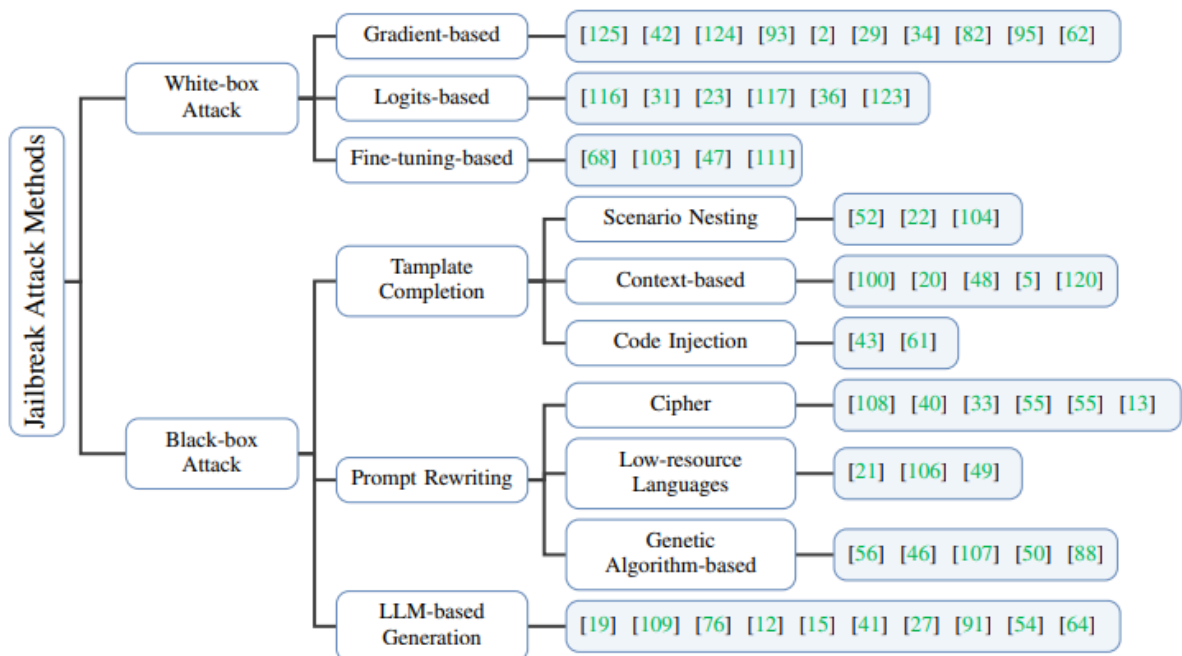 Jailbreak Attack Methods
White-box
Attack
Gradient-based
[125] [42] [124] [93] [2] [29] [34] [82] [95] [62]
Logits-based
[116] [31] [23] [117] [36] [123]
Fine-tuning-based
[68] [103] [47] [111]
Black-box
Attack
Tamplate
Completion
Scenario Nesting
[52] [22] [104]
Context-based
[100] [20] [48] [5] [120]
Code Injection
[43] [61]
Prompt Rewriting
Cipher
[108] [40] [33] [55] [55] [13]
Low-resource
Languages
[21] [106] [49]
Genetic
Algorithm-based
[56] [46] [107] [50] [88]
LLM-based
Generation
[19] [109] [76] [12] [15] [41] [27] [91] [54] [64]